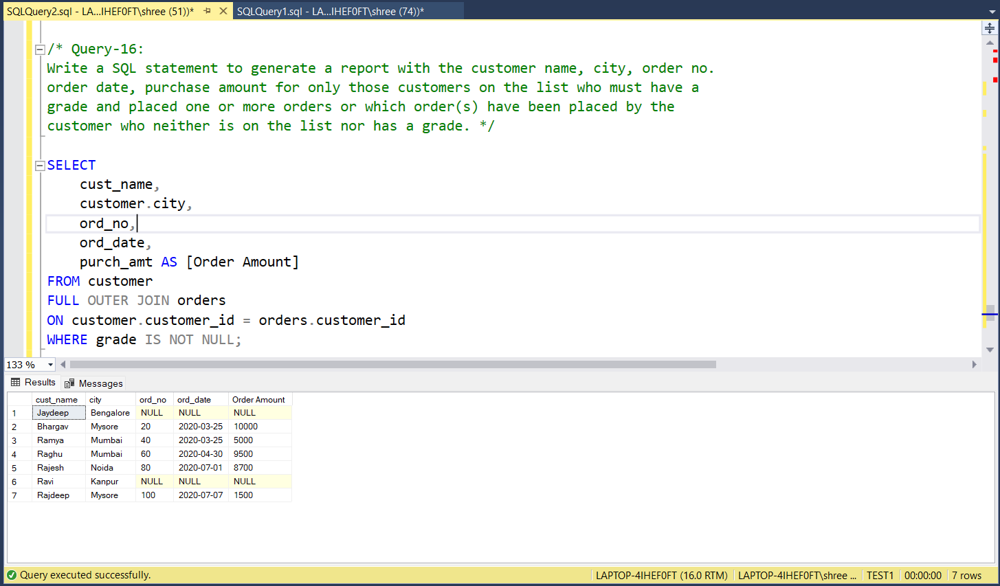 SQLQuery2.sql - LA...IHEF0FT\shree (51))* SQLQuery1.sql - LA...IHEF0FT\shree (74))*
/* Query-16:
Write a SQL statement to generate a report with the customer name, city, order no.
order date, purchase amount for only those customers on the list who must have a
grade and placed one or more orders or which order(s) have been placed by the
customer who neither is on the list nor has a grade. */
SELECT
cust_name,
customer.city,
ord_no,
ord_date,
purch_amt AS [Order Amount]
FROM customer
FULL OUTER JOIN orders
ON customer.customer_id = orders.customer_id
WHERE grade IS NOT NULL;
133 %
Results Messages
cust_name city ord_no ord_date Order Amount
1 Jaydeep Bengalore NULL NULL NULL
2 Bhargav Mysore 20 2020-03-25 10000
3 Ramya Mumbai 40 2020-03-25 5000
4 Raghu Mumbai 60 2020-04-30 9500
5 Rajesh Noida 80 2020-07-01 8700
6 Ravi Kanpur NULL NULL NULL
7 Rajdeep Mysore 100 2020-07-07 1500
Query executed successfully. LAPTOP-4IHEF0FT (16.0 RTM) LAPTOP-4IHEF0FT\shree ... TEST1 00:00:00 7 rows